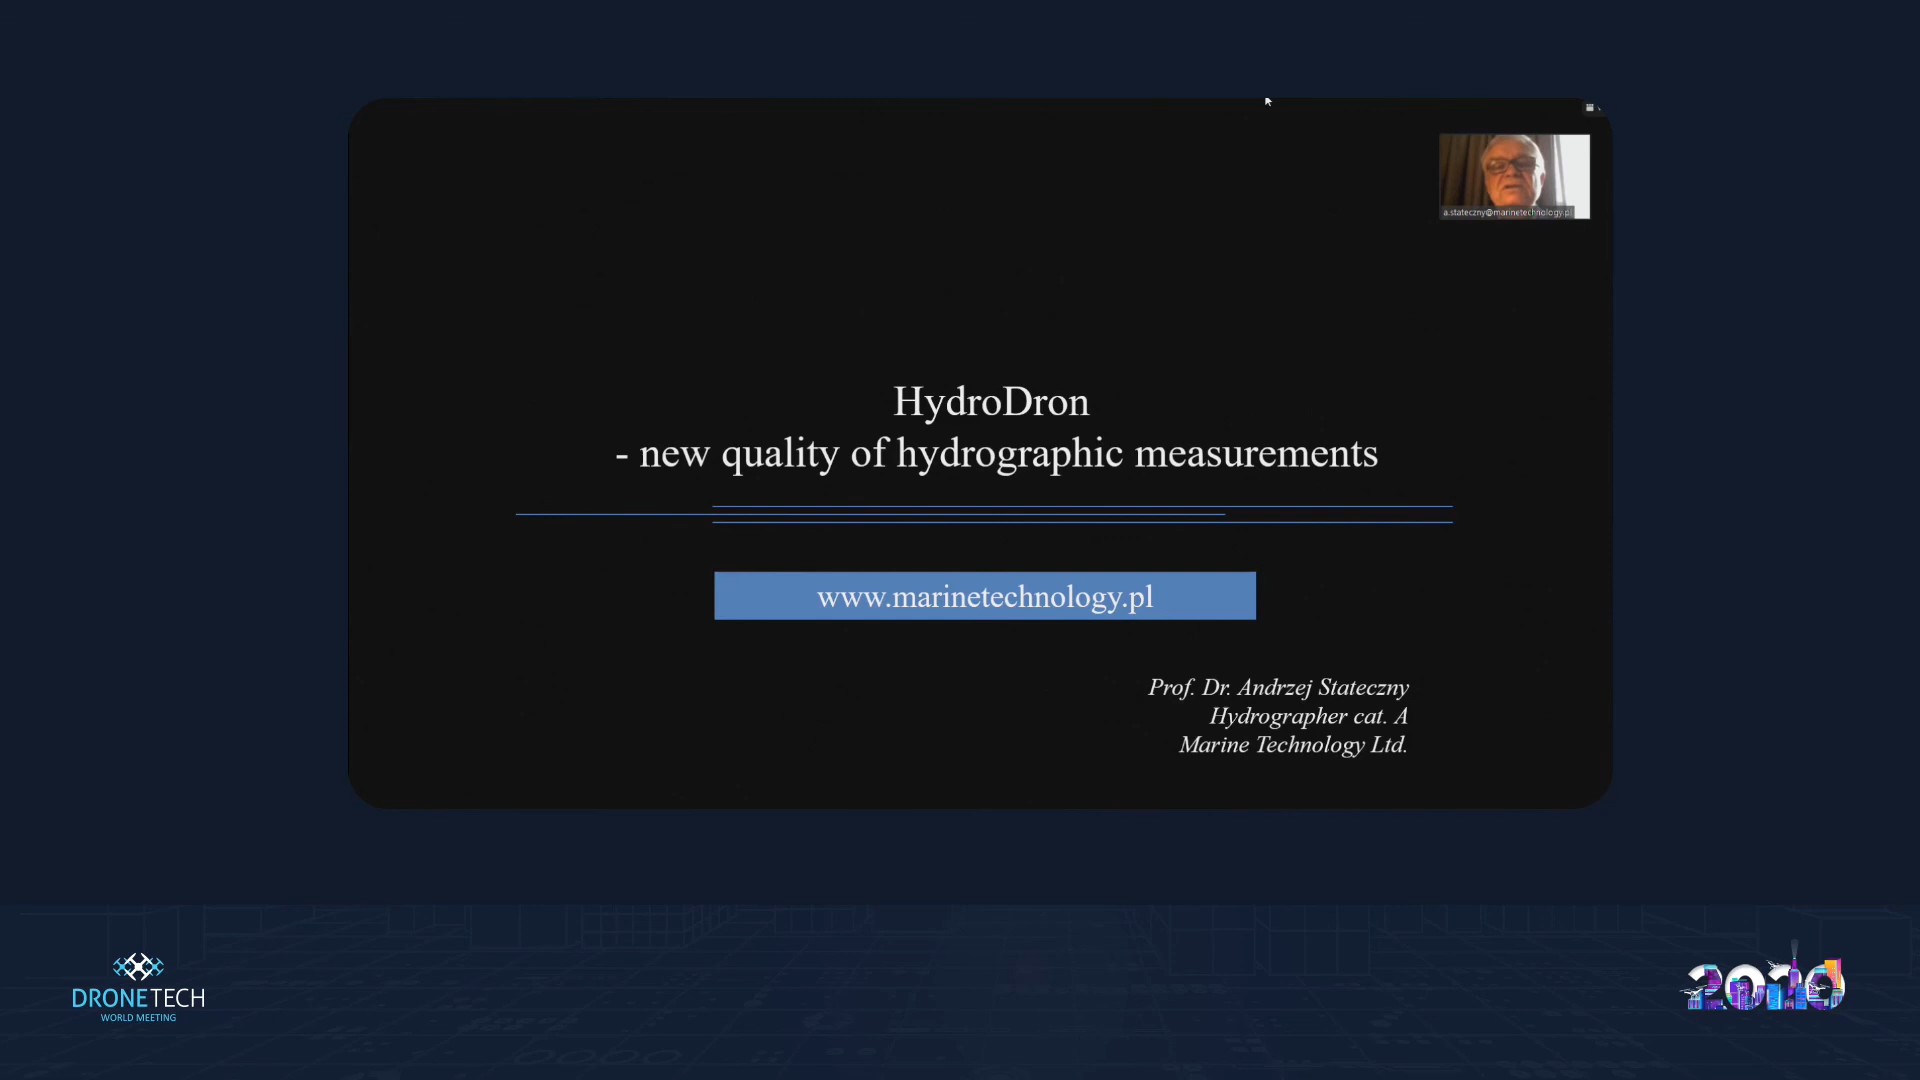 a.stateczny@marinetechnology.pl
HydroDron
- new quality of hydrographic measurements
www.marinetechnology.pl
Prof. Dr. Andrzej Stateczny
Hydrographer cat. A
Marine Technology Ltd.
DRONETECH
WORLD MEETING
2020